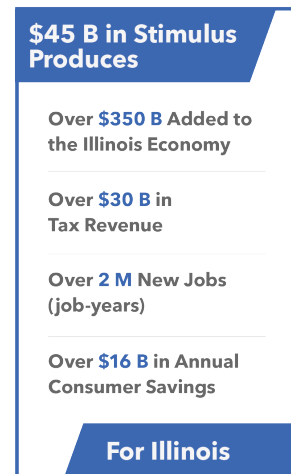 $45 B in Stimulus
Produces
Over $350 B Added to
the Illinois Economy
Over $30 B in
Tax Revenue
Over 2 M New Jobs
(job-years)
Over $16 B in Annual
Consumer Savings
For Illinois